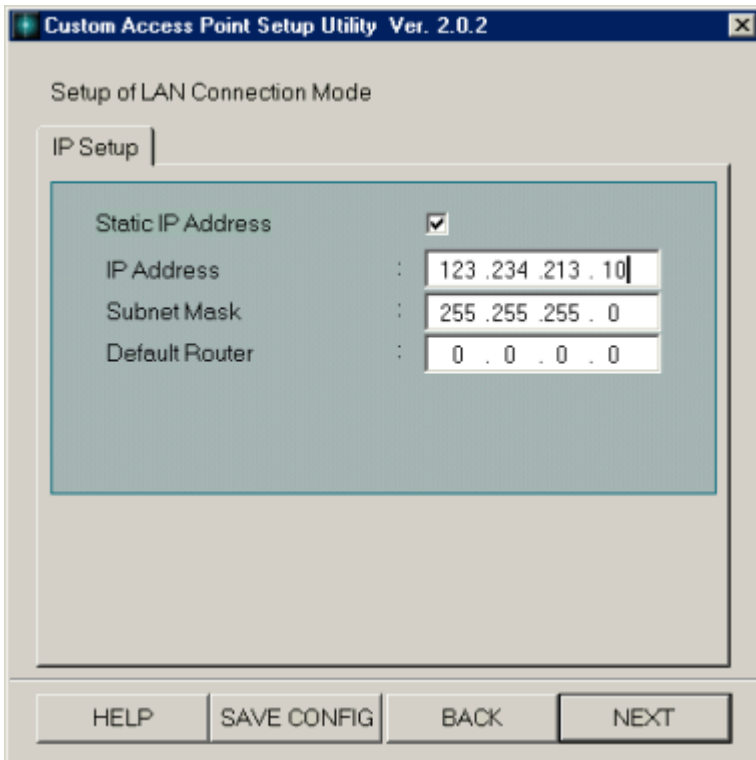 Custom Access Point Setup Utility Ver. 2.0.2
Setup of LAN Connection Mode
IP Setup
Static IP Address
IP Address : 123 .234 .213 . 10
Subnet Mask : 255 .255 .255 . 0
Default Router : 0 . 0 . 0 . 0
HELP SAVE CONFIG BACK NEXT